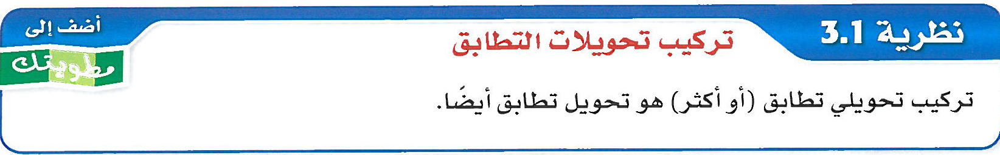 نظرية 3.1
تركيب تحويلات التطابق
أضف إلى
مطويتك
تركيب تحويلي تطابق (أو أكثر) هو تحويل تطابق أيضًا.